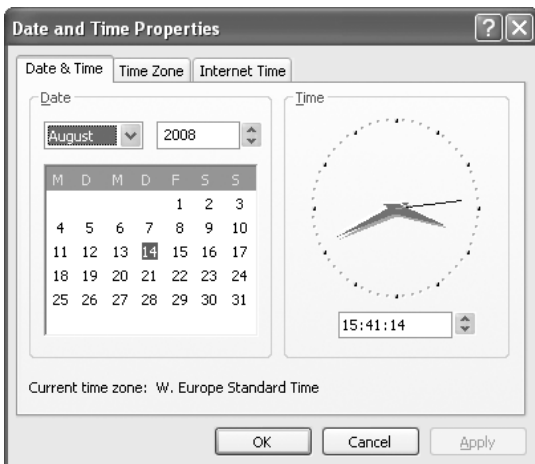 Date and Time Properties
Date & Time Time Zone Internet Time
Date
Time
August 2008
M D M D F S S
1 2 3
4 5 6 7 8 9 10
11 12 13 14 15 16 17
18 19 20 21 22 23 24
25 26 27 28 29 30 31
15:41:14
Current time zone: W. Europe Standard Time
OK Cancel Apply